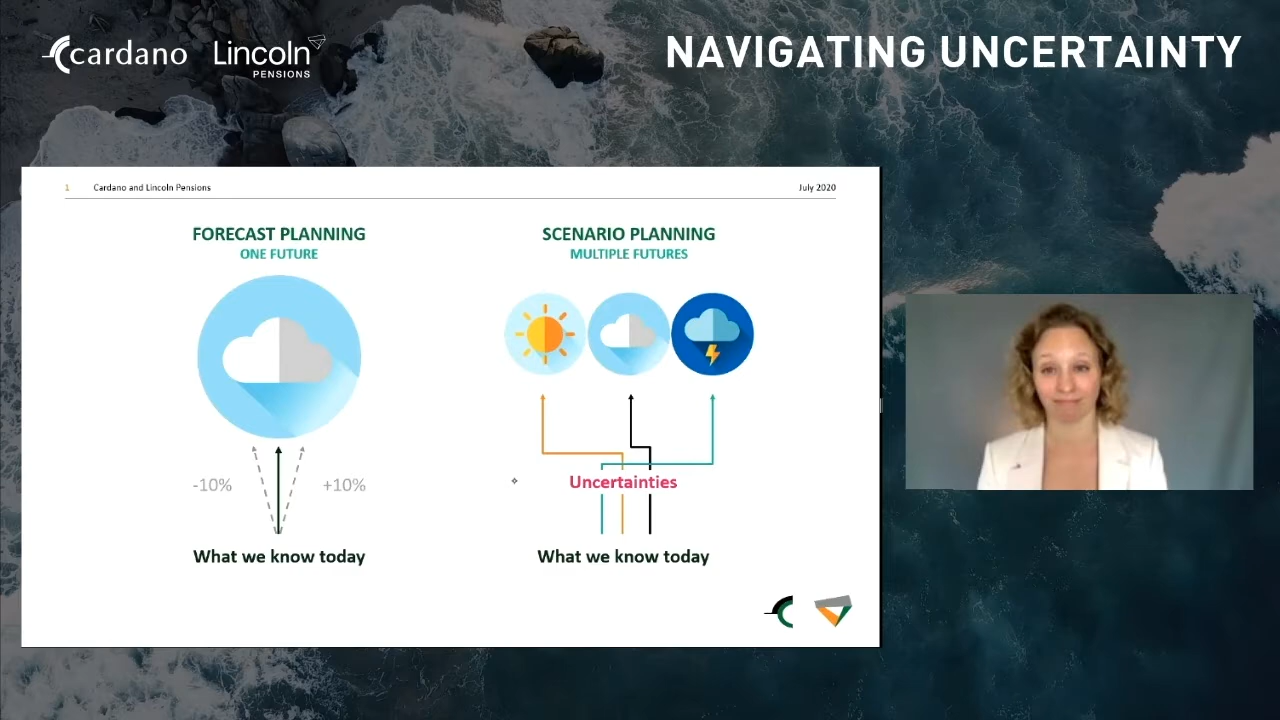 cardano
Lincoln
PENSIONS
NAVIGATING UNCERTAINTY
1 Cardano and Lincoln Pensions July 2020
FORECAST PLANNING
ONE FUTURE
-10% +10%
What we know today
SCENARIO PLANNING
MULTIPLE FUTURES
Uncertainties
What we know today